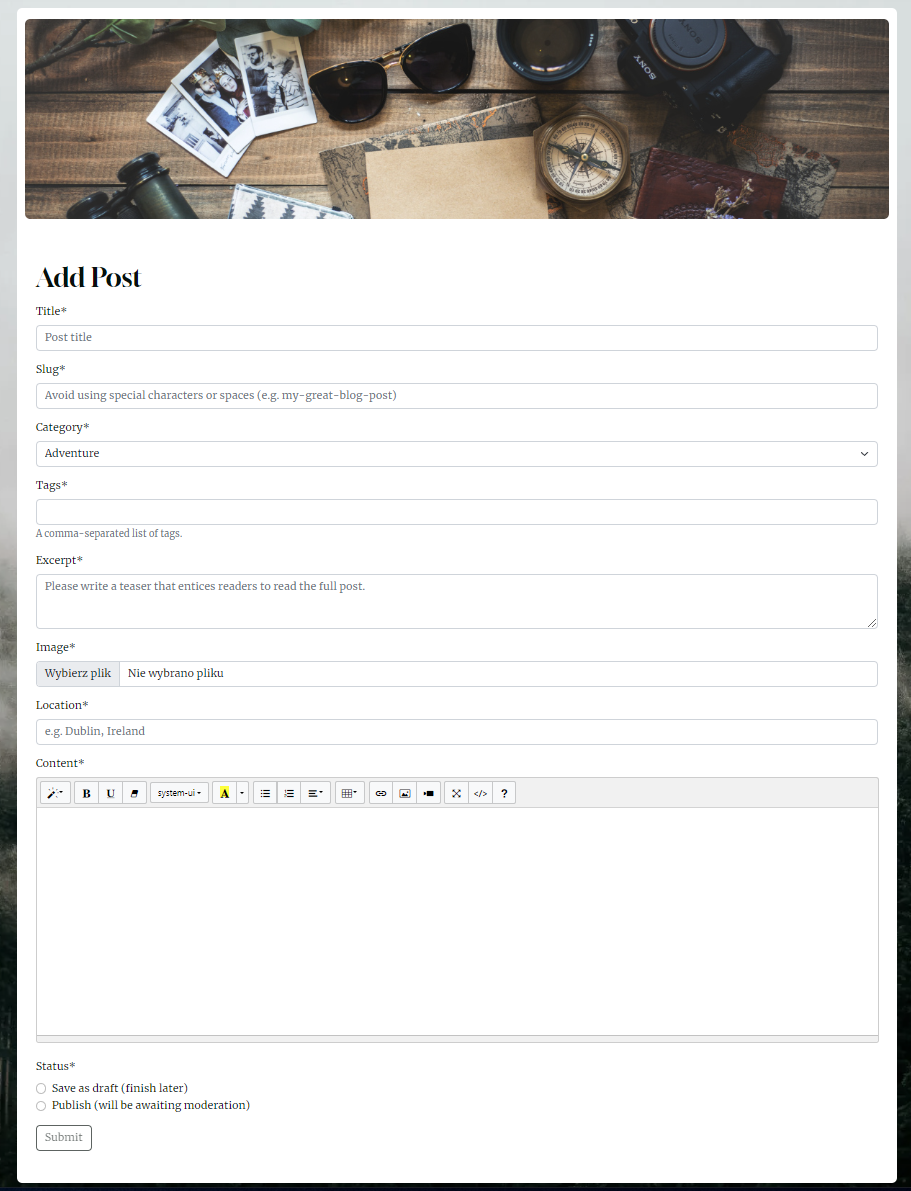 SONY
SONY
Add Post
Title*
Post title
Slug*
Avoid using special characters or spaces (e.g. my-great-blog-post)
Category*
Adventure
Tags*
A comma-separated list of tags.
Excerpt*
Please write a teaser that entices readers to read the full post.
Image*
Wybierz plik Nie wybrano pliku
Location*
e.g. Dublin, Ireland
Content*
B U system-ui A </> ?
Status*
Save as draft (finish later)
Publish (will be awaiting moderation)
Submit